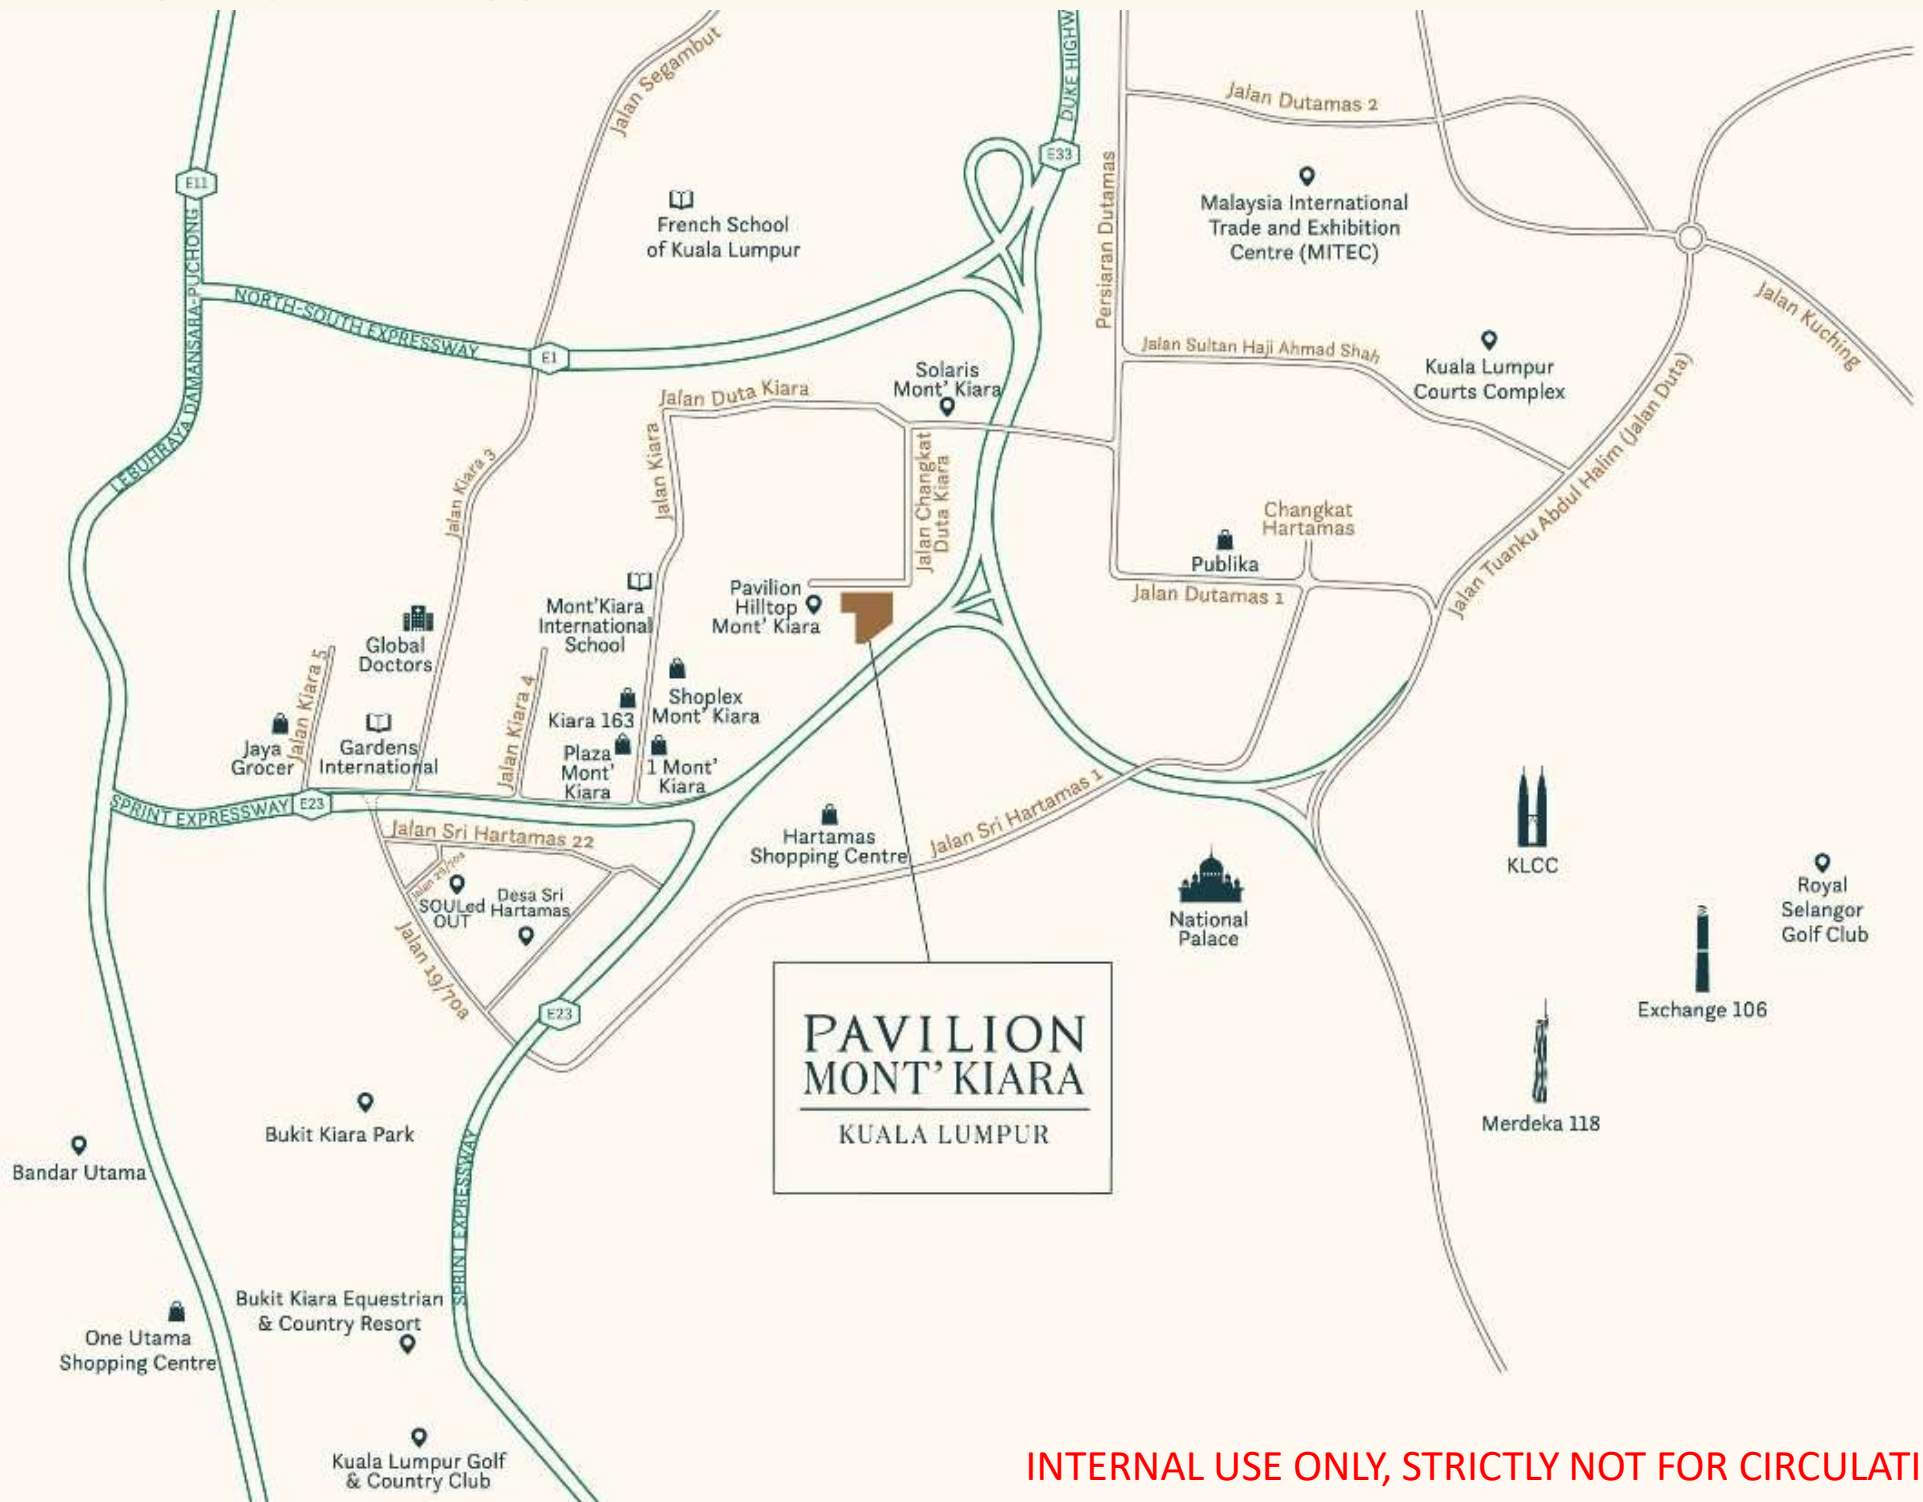 DUKE HIGHW
E33
Jalan Segambut
Jalan Dutamas 2
E11
French School
of Kuala Lumpur
Persiaran Dutamas
Malaysia International
Trade and Exhibition
Centre (MITEC)
LEBUHRAYA DAMANSARA-PUCHONG
NORTH-SOUTH EXPRESSWAY
E1
Jalan Kuching
Jalan Sultan Haji Ahmad Shah
Kuala Lumpur
Courts Complex
Solaris
Mont' Kiara
Jalan Duta Kiara
Jalan Kiara
Jalan Kiara 3
Jalan Changkat
Duta Kiara
Jalan Tuanku Abdul Halim (Jalan Duta)
Changkat
Hartamas
Publika
Jalan Dutamas 1
Pavilion
Hilltop
Mont' Kiara
Mont'Kiara
International
School
Global
Doctors
Jalan Kiara 5
Jalan Kiara 4
Shoplex
Mont' Kiara
Kiara 163
Jaya
Grocer
Gardens
International
Plaza
Mont'
Kiara
1 Mont'
Kiara
SPRINT EXPRESSWAY
E23
Jalan Sri Hartamas 22
Hartamas
Shopping Centre
Jalan Sri Hartamas 1
KLCC
SOULed
OUT
Desa Sri
Hartamas
Jalan 19/70a
National
Palace
Royal
Selangor
Golf Club
Exchange 106
E23
PAVILION
MONT' KIARA
KUALA LUMPUR
Merdeka 118
Bukit Kiara Park
Bandar Utama
SPRINT EXPRESSWAY
Bukit Kiara Equestrian
& Country Resort
One Utama
Shopping Centre
Kuala Lumpur Golf
& Country Club
INTERNAL USE ONLY, STRICTLY NOT FOR CIRCULATI